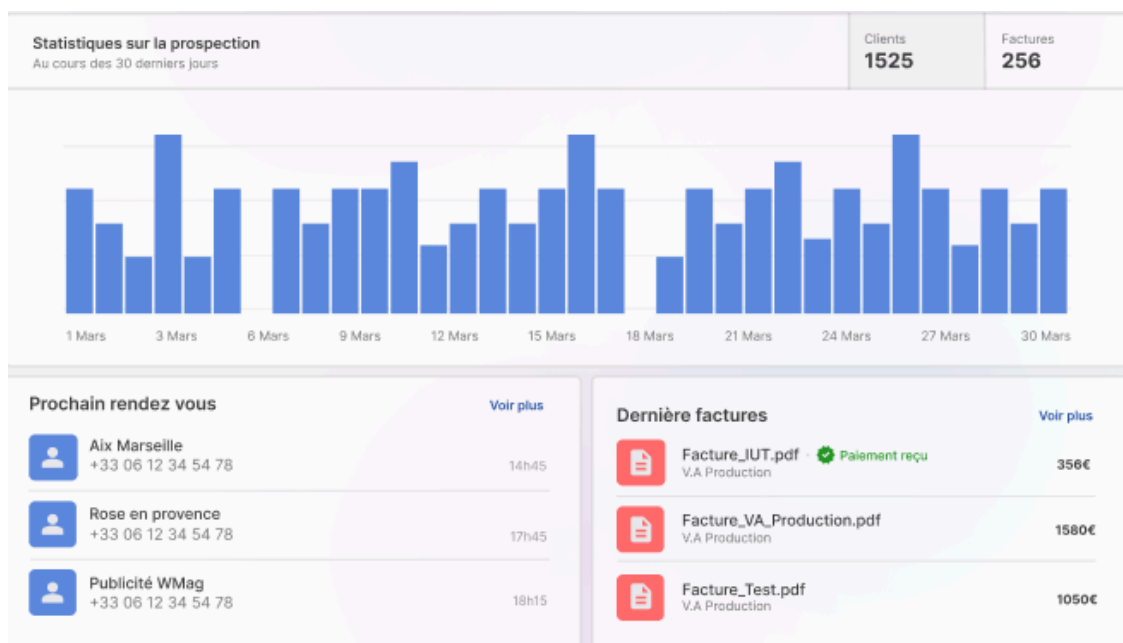 Statistiques sur la prospection
Au cours des 30 derniers jours
Clients
1525
Factures
256
1 Mars 3 Mars 6 Mars 9 Mars 12 Mars 15 Mars 18 Mars 21 Mars 24 Mars 27 Mars 30 Mars
Prochain rendez vous Voir plus
Aix Marseille
+33 06 12 34 54 78 14h45
Rose en provence
+33 06 12 34 54 78 17h45
Publicité WMag
+33 06 12 34 54 78 18h15
Dernière factures Voir plus
Facture_IUT.pdf · Paiement reçu
V.A Production 356€
Facture_VA_Production.pdf
V.A Production 1580€
Facture_Test.pdf
V.A Production 1050€